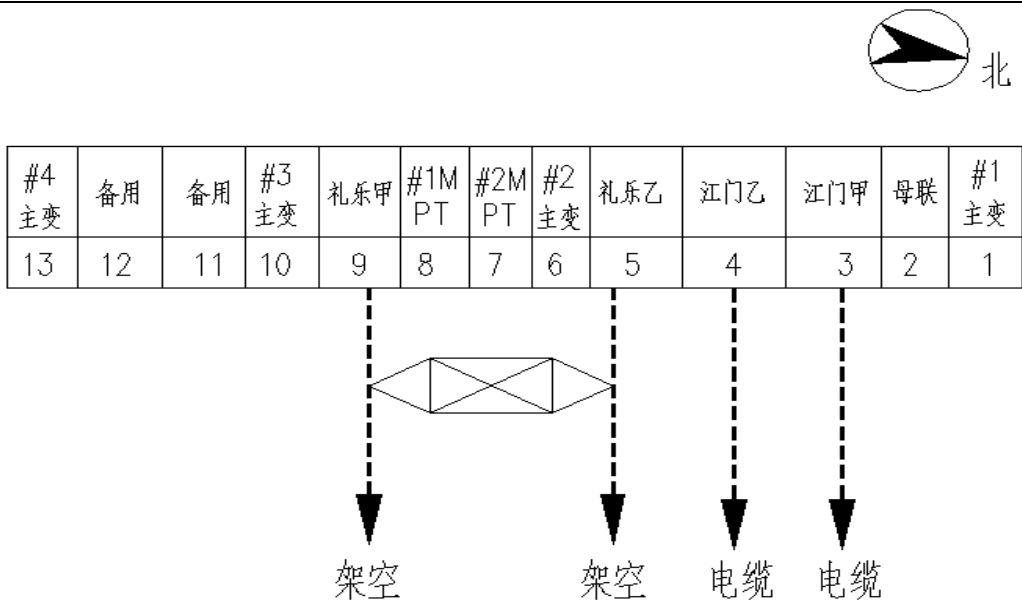 北
#4 主变 备用 备用 #3 主变 礼乐甲 #1M PT #2M PT #2 主变 礼乐乙 江门乙 江门甲 母联 #1 主变
13 12 11 10 9 8 7 6 5 4 3 2 1
架空 架空 电缆 电缆